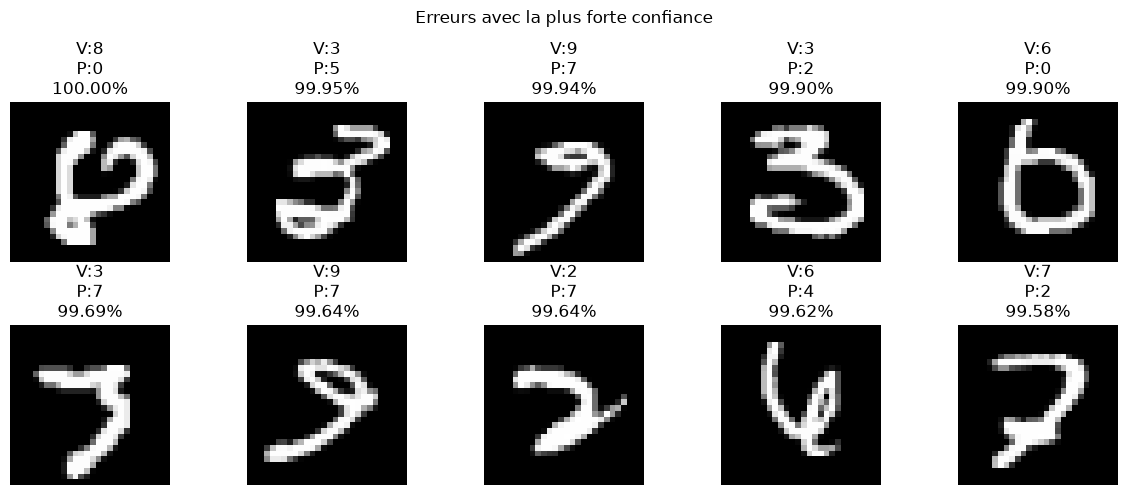 Erreurs avec la plus forte confiance
V:8
P:0
100.00%
V:3
P:5
99.95%
V:9
P:7
99.94%
V:3
P:2
99.90%
V:6
P:0
99.90%
V:3
P:7
99.69%
V:9
P:7
99.64%
V:2
P:7
99.64%
V:6
P:4
99.62%
V:7
P:2
99.58%